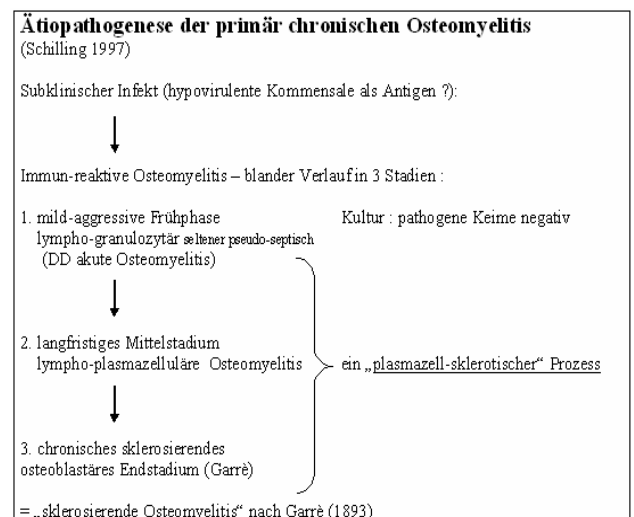 Ätiopathogenese der primär chronischen Osteomyelitis
(Schilling 1997)
Subklinischer Infekt (hypovirulente Kommensale als Antigen ?):
Immun-reaktive Osteomyelitis – blander Verlauf in 3 Stadien :
1. mild-aggressive Frühphase Kultur : pathogene Keime negativ
lympho-granulozytär seltener pseudo-septisch
(DD akute Osteomyelitis)
2. langfristiges Mittelstadium
lympho-plasmazelluläre Osteomyelitis ein „plasmazell-sklerotischer“ Prozess
3. chronisches sklerosierendes
osteoblastäres Endstadium (Garrè)
= „sklerosierende Osteomyelitis“ nach Garrè (1893)